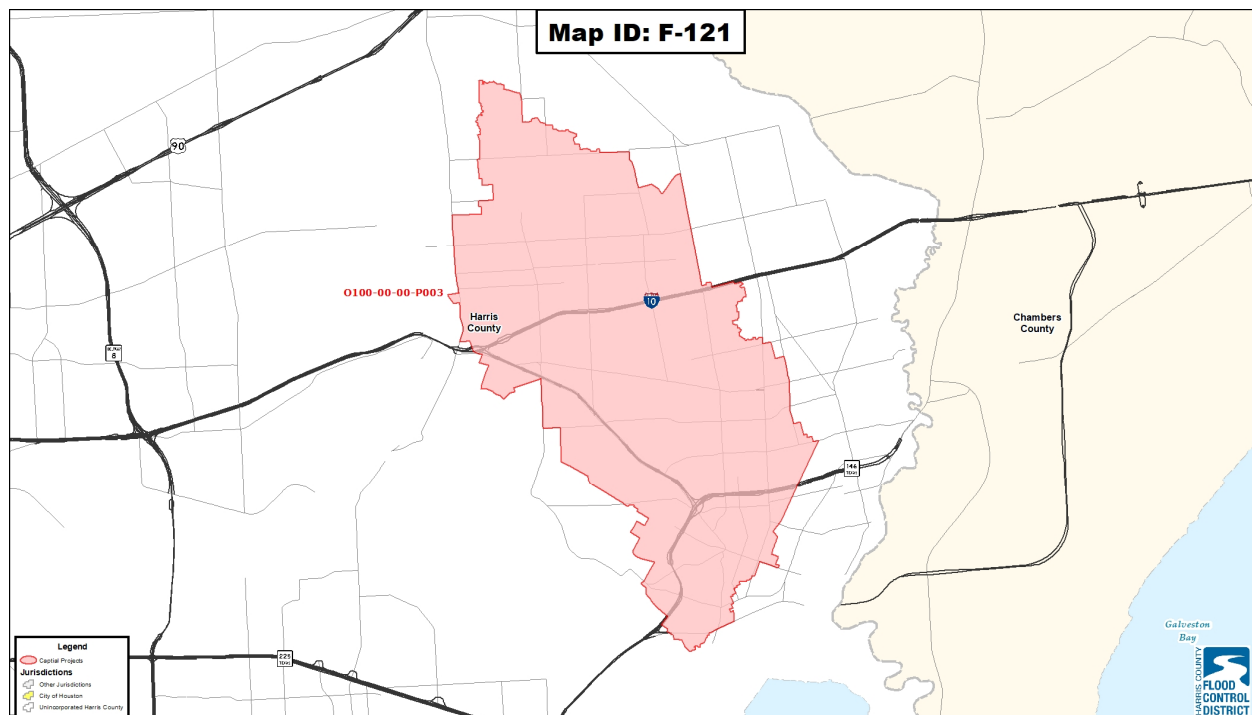 Map ID: F-121
90
O100-00-00-P003
10
Harris
County
Chambers
County
8
146
225
Galveston
Bay
Legend
Captial Projects
Jurisdictions
Other Jurisdictions
City of Houston
Unincorporated Harris County
HARRIS COUNTY
FLOOD
CONTROL
DISTRICT